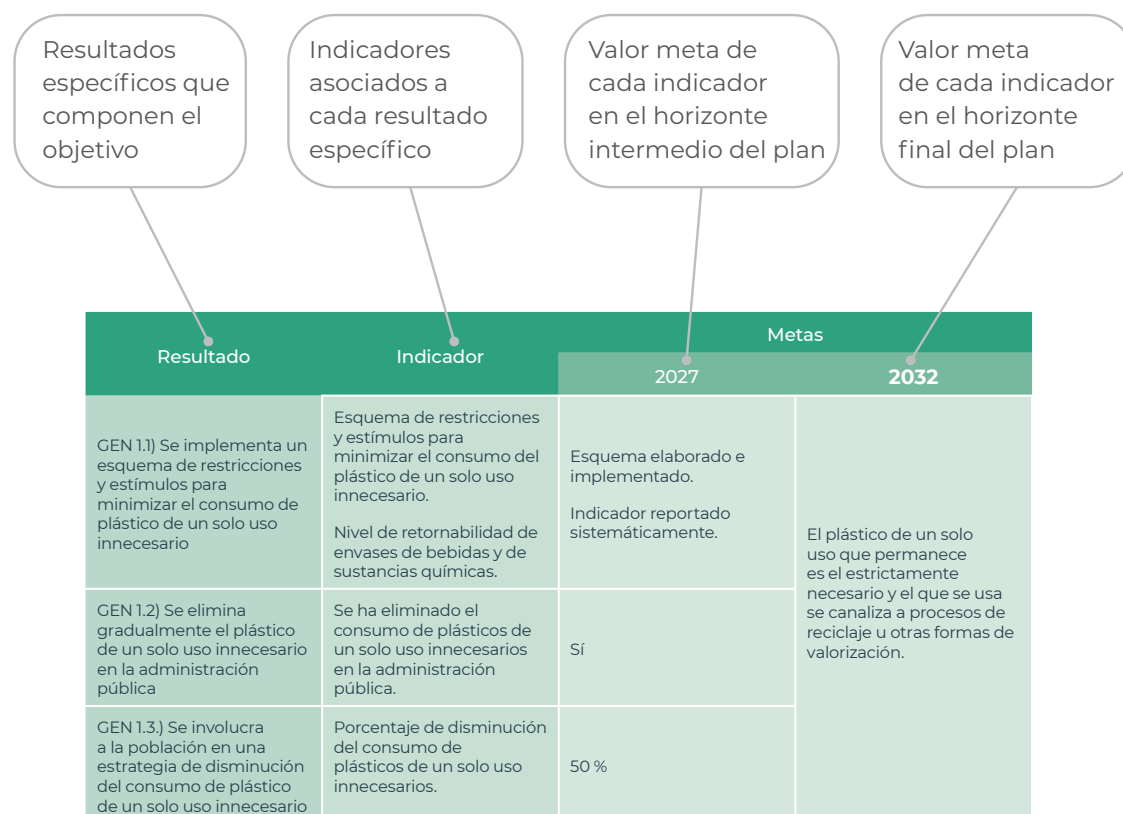 Resultados
específicos que
componen el
objetivo
Indicadores
asociados a
cada resultado
específico
Valor meta de
cada indicador
en el horizonte
intermedio del plan
Valor meta
de cada indicador
en el horizonte
final del plan
Resultado
Indicador
Metas
2027
2032
GEN 1.1) Se implementa un
esquema de restricciones
y estímulos para
minimizar el consumo de
plástico de un solo uso
innecesario
Esquema de restricciones
y estímulos para
minimizar el consumo del
plástico de un solo uso
innecesario.
Nivel de retornabilidad de
envases de bebidas y de
sustancias químicas.
Esquema elaborado e
implementado.
Indicador reportado
sistemáticamente.
El plástico de un solo
uso que permanece
es el estrictamente
necesario y el que se usa
se canaliza a procesos de
reciclaje u otras formas de
valorización.
GEN 1.2) Se elimina
gradualmente el plástico
de un solo uso innecesario
en la administración
pública
Se ha eliminado el
consumo de plásticos de
un solo uso innecesarios
en la administración
pública.
Sí
GEN 1.3.) Se involucra
a la población en una
estrategia de disminución
del consumo de plástico
de un solo uso innecesario
Porcentaje de disminución
del consumo de
plásticos de un solo uso
innecesarios.
50 %